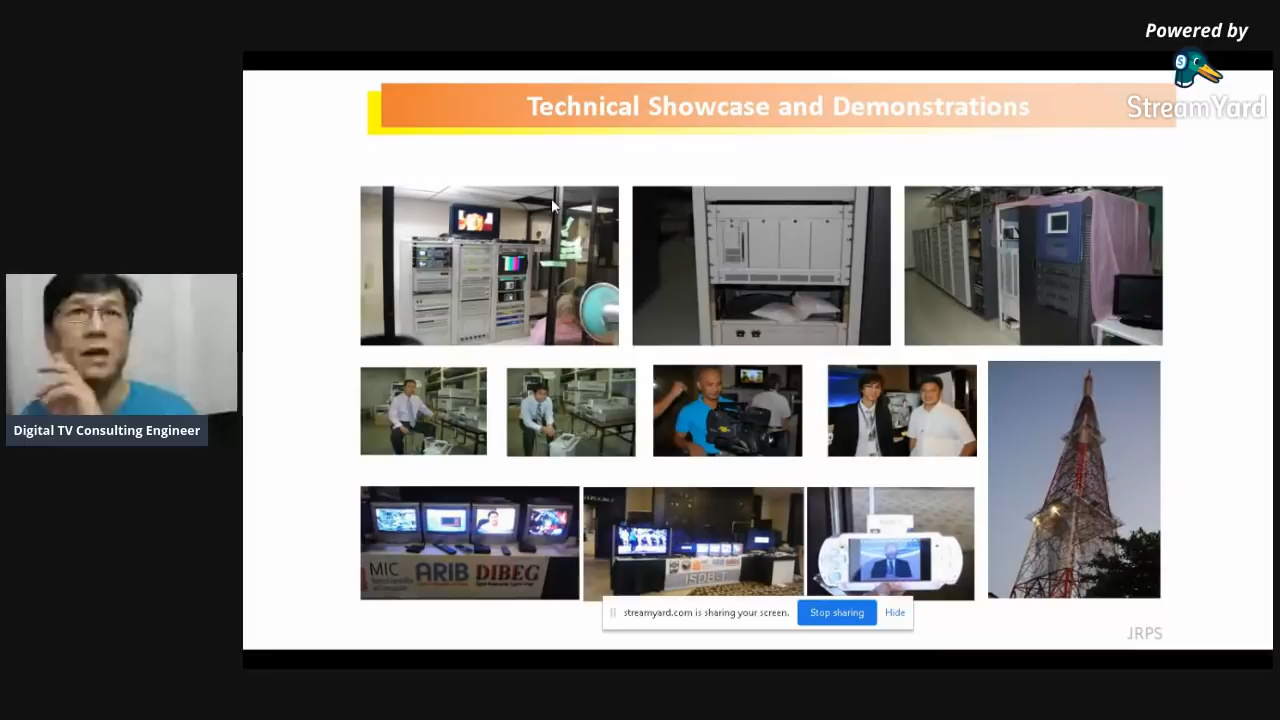 Powered by
StreamYard
Technical Showcase and Demonstrations
Digital TV Consulting Engineer
MIC
ARIB DIBEG
ISDB-T
streamyard.com is sharing your screen.
Stop sharing
Hide
JRPS